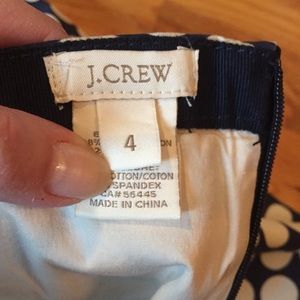 J.CREW
4
COTTON/COTON
SPANDEX
CA#56445
MADE IN CHINA